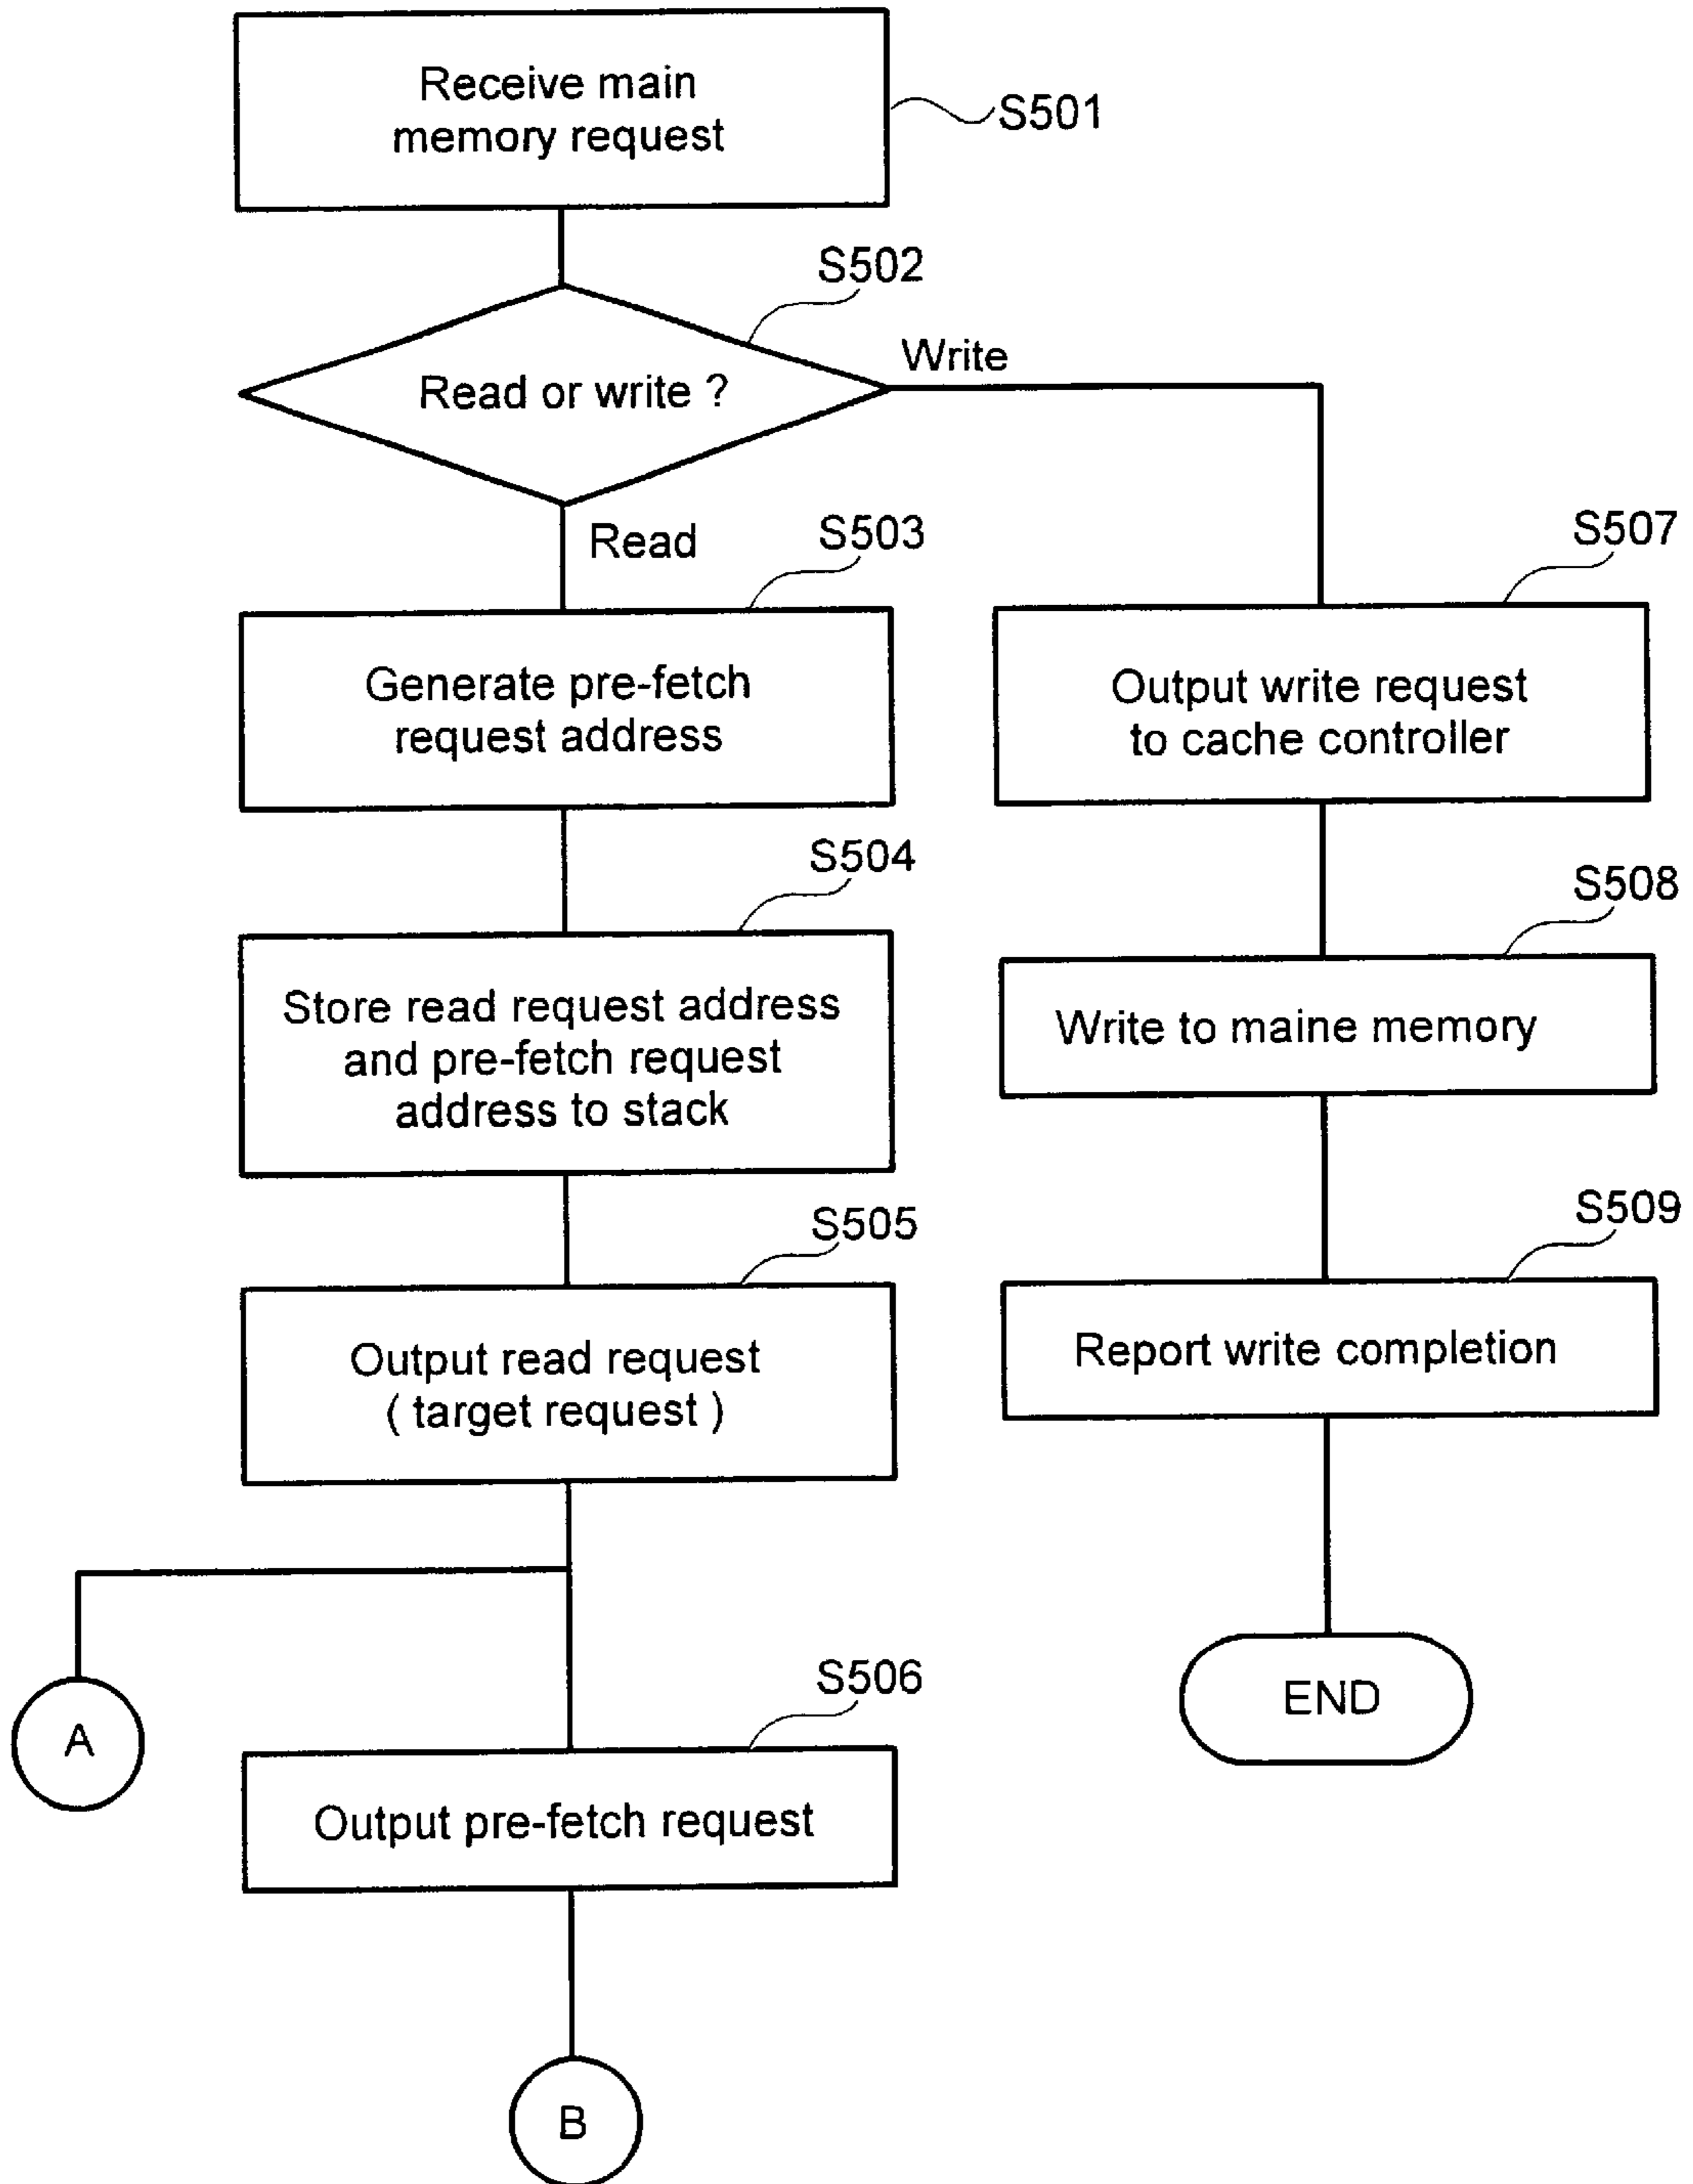 Receive main
memory request
S501
S502
Read or write ?
Write
Read
S503
Generate pre-fetch
request address
S504
Store read request address
and pre-fetch request
address to stack
S505
Output read request
( target request )
A
S506
Output pre-fetch request
B
S507
Output write request
to cache controller
S508
Write to maine memory
S509
Report write completion
END